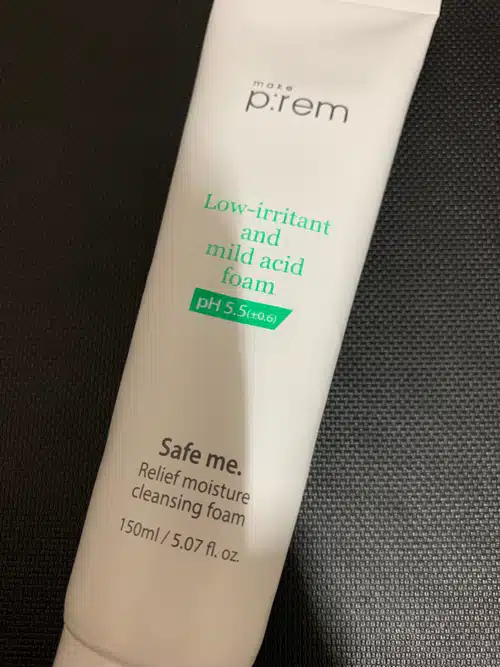 make
p:rem
Low-irritant
and
mild acid
foam
pH 5.5(±0.6)
Safe me.
Relief moisture
cleansing foam
150ml / 5.07 fl. oz.